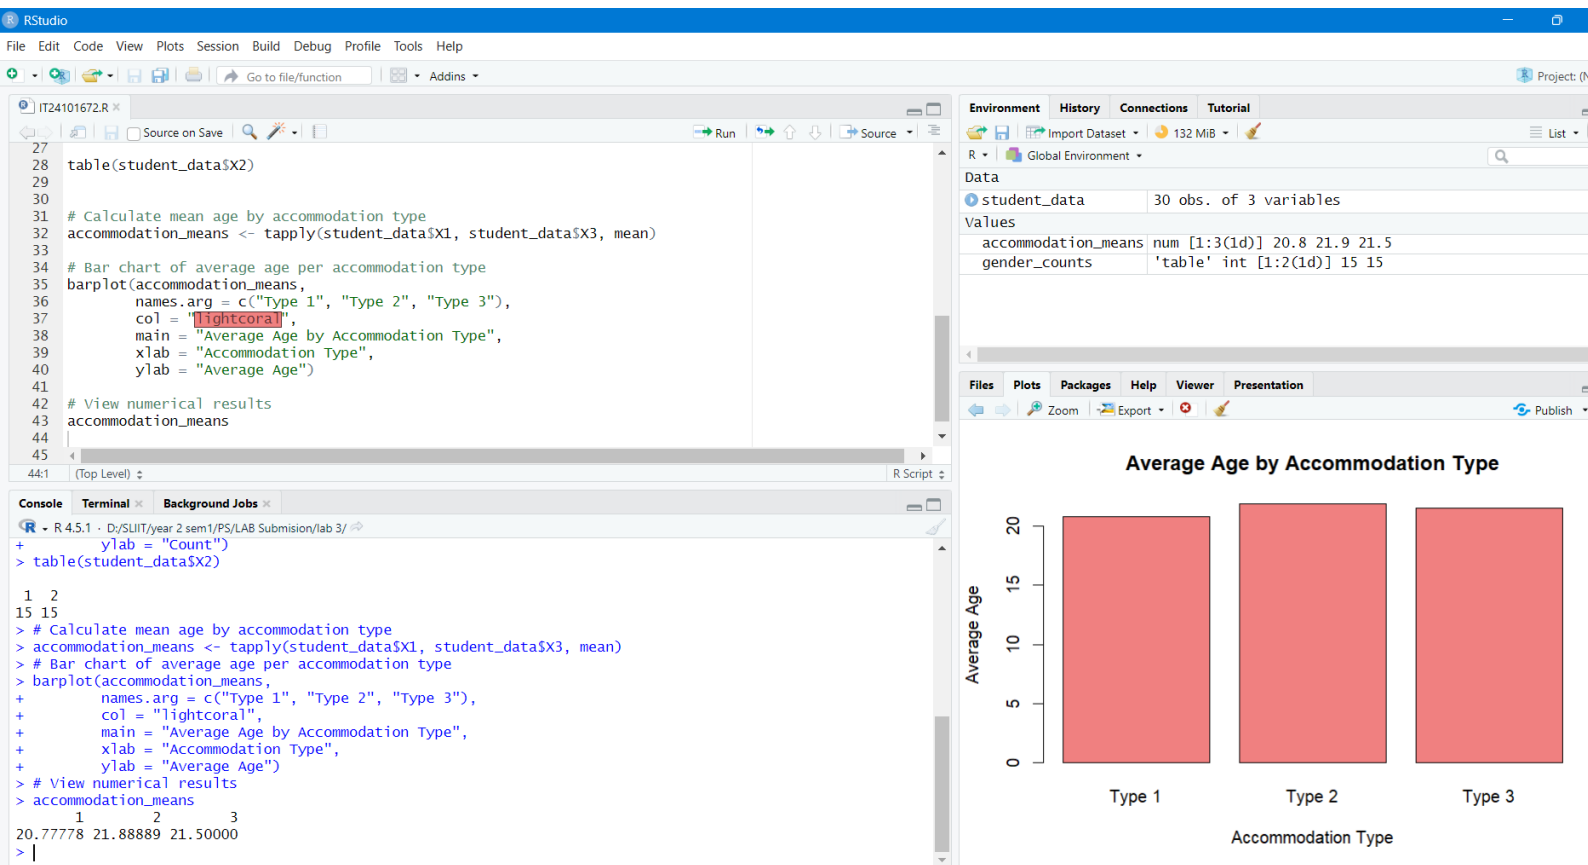 RStudio
File Edit Code View Plots Session Build Debug Profile Tools Help
Go to file/function
Addins
Project:
IT24101672.R
Source on Save
Run
Source
27
28 table(student_data$X2)
29
30
31 # Calculate mean age by accommodation type
32 accommodation_means <- tapply(student_data$X1, student_data$X3, mean)
33
34 # Bar chart of average age per accommodation type
35 barplot(accommodation_means,
36 names.arg = c("Type 1", "Type 2", "Type 3"),
37 col = "lightcoral",
38 main = "Average Age by Accommodation Type",
39 xlab = "Accommodation Type",
40 ylab = "Average Age")
41
42 # View numerical results
43 accommodation_means
44
45
44:1 (Top Level) R Script
Console Terminal Background Jobs
R R 4.5.1 · D:/SLIIT/year 2 sem1/PS/LAB Submision/lab 3/
+ ylab = "Count")
> table(student_data$X2)
1 2
15 15
> # Calculate mean age by accommodation type
> accommodation_means <- tapply(student_data$X1, student_data$X3, mean)
> # Bar chart of average age per accommodation type
> barplot(accommodation_means,
+ names.arg = c("Type 1", "Type 2", "Type 3"),
+ col = "lightcoral",
+ main = "Average Age by Accommodation Type",
+ xlab = "Accommodation Type",
+ ylab = "Average Age")
> # View numerical results
> accommodation_means
1 2 3
20.77778 21.88889 21.50000
>
Environment History Connections Tutorial
Import Dataset 132 MiB List
R Global Environment
Data
student_data 30 obs. of 3 variables
Values
accommodation_means num [1:3(1d)] 20.8 21.9 21.5
gender_counts 'table' int [1:2(1d)] 15 15
Files Plots Packages Help Viewer Presentation
Zoom Export Publish
Average Age by Accommodation Type
Average Age
20
15
10
5
0
Type 1 Type 2 Type 3
Accommodation Type